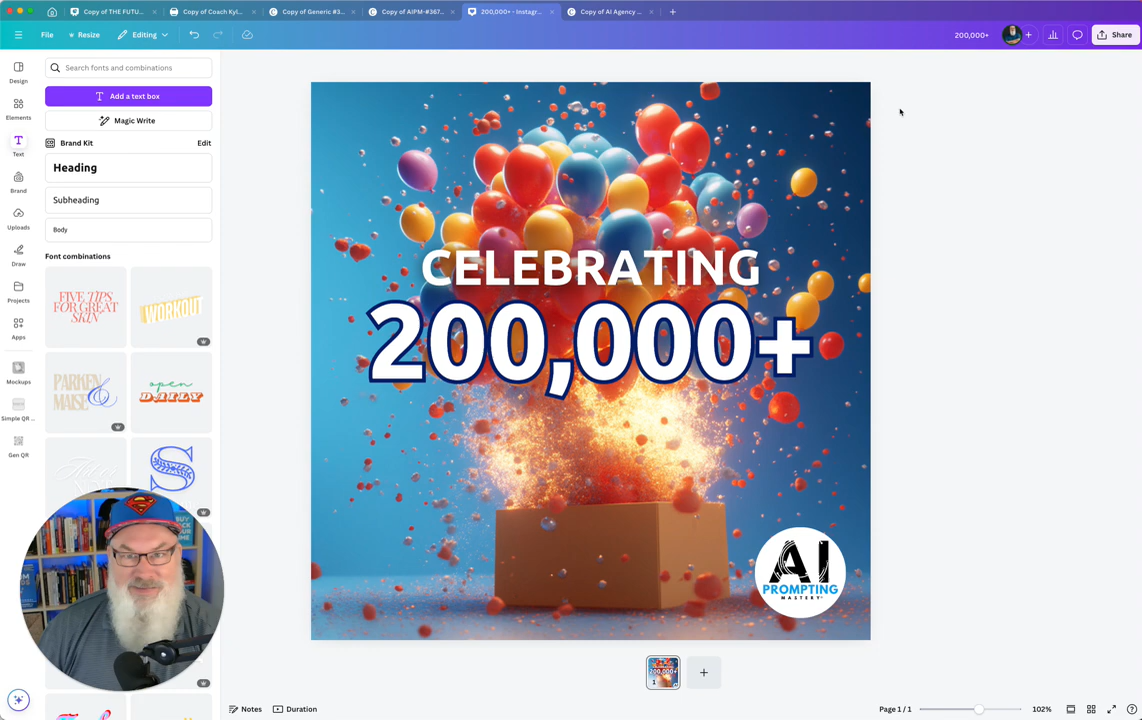 Copy of THE FUTU...
Copy of Coach Kyl...
Copy of Generic #3...
Copy of AIPM-#367...
200,000+ - Instagr...
Copy of AI Agency ...
File
Resize
Editing
200,000+
Share
Search fonts and combinations
Add a text box
Magic Write
Brand Kit
Edit
Heading
Subheading
Body
Font combinations
FIVE TIPS
FOR GREAT
SKIN
WORKOUT
PARKEN
&
MAISE
open
DAILY
S
Design
Elements
Text
Brand
Uploads
Draw
Projects
Apps
Mockups
Simple QR ...
Gen QR
CELEBRATING
200,000+
AI
PROMPTING
MASTERY
1
Notes
Duration
Page 1 / 1
102%